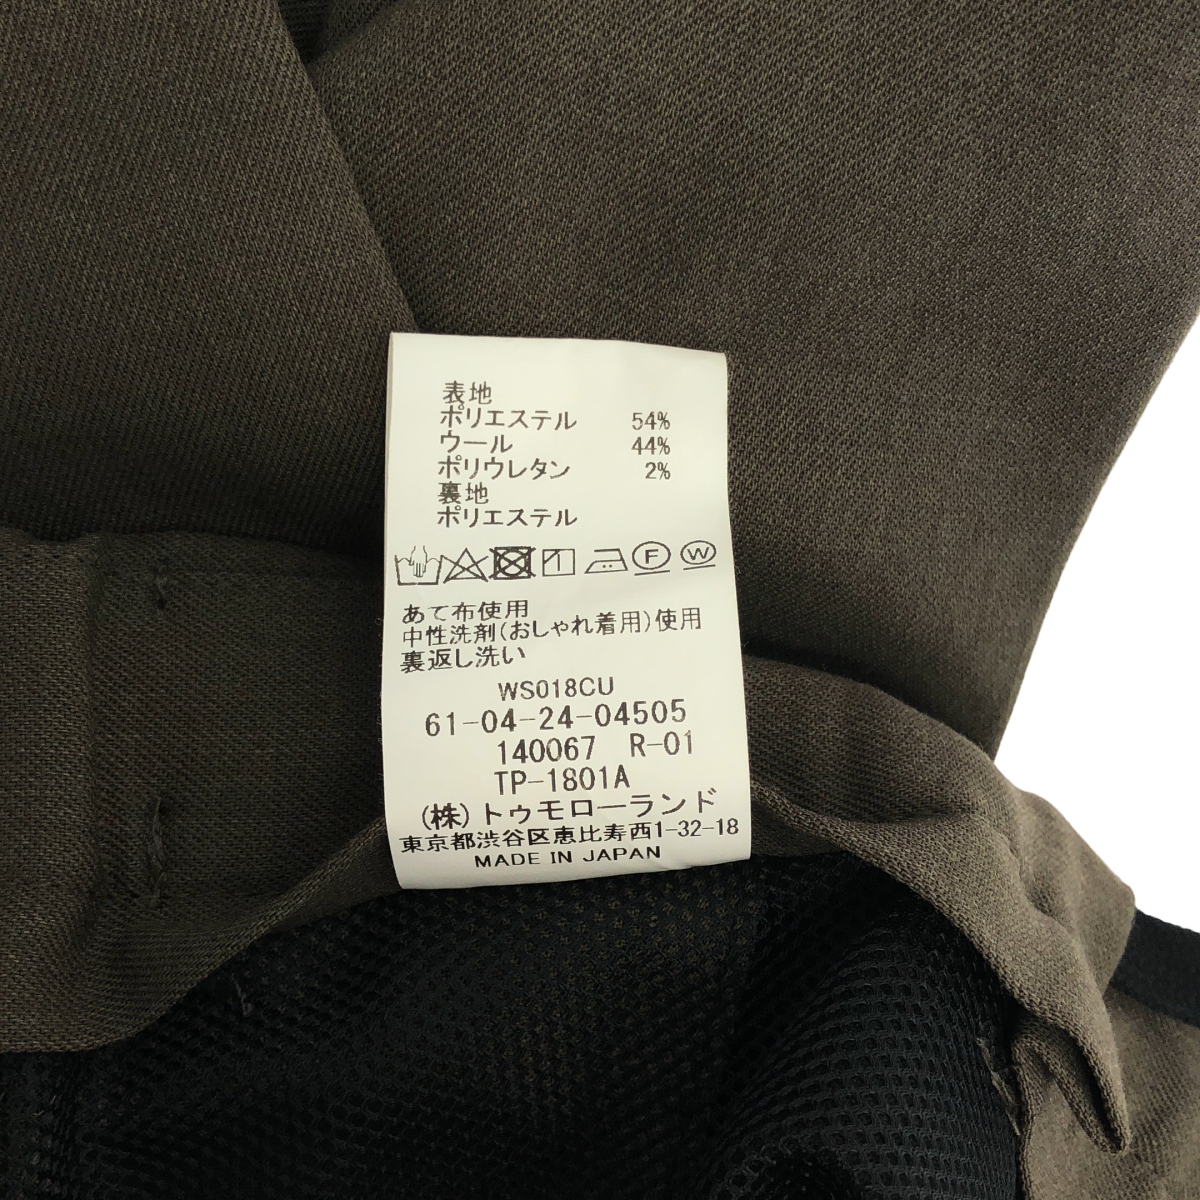 表地
ポリエステル 54%
ウール 44%
ポリウレタン 2%
裏地
ポリエステル
F W
あて布使用
中性洗剤(おしゃれ着用)使用
裏返し洗い
WS018CU
61-04-24-04505
140067 R-01
TP-1801A
(株)トゥモローランド
東京都渋谷区恵比寿西1-32-18
MADE IN JAPAN